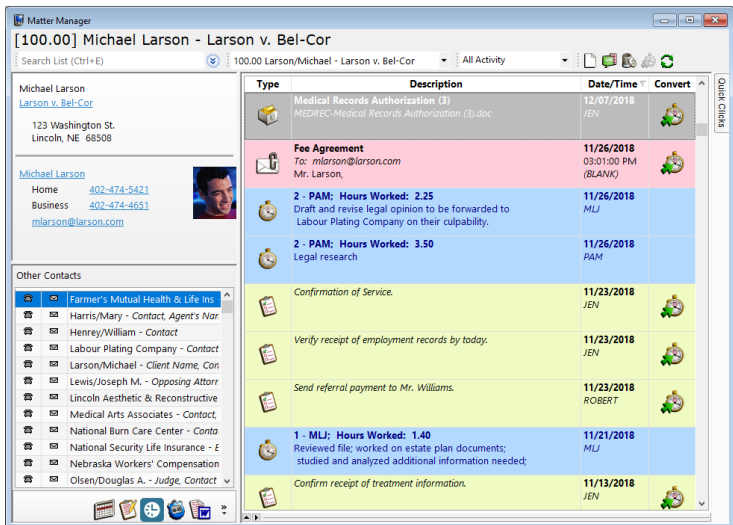 Matter Manager
[100.00] Michael Larson - Larson v. Bel-Cor
Search List (Ctrl+E)
100.00 Larson/Michael - Larson v. Bel-Cor
All Activity
Michael Larson
Larson v. Bel-Cor
123 Washington St.
Lincoln, NE 68508
Michael Larson
Home 402-474-5421
Business 402-474-4651
mlarson@larson.com
Other Contacts
Farmer's Mutual Health & Life Ins -
Harris/Mary - Contact, Agent's Nar
Henrey/William - Contact
Labour Plating Company - Contact
Larson/Michael - Client Name, Con
Lewis/Joseph M. - Opposing Attorr
Lincoln Aesthetic & Reconstructive
Medical Arts Associates - Contact,
National Burn Care Center - Conta
National Security Life Insurance - E
Nebraska Workers' Compensation
Olsen/Douglas A. - Judge, Contact
Type Description Date/Time Convert
Medical Records Authorization (3) 12/07/2018
MEDREC-Medical Records Authorization (3).doc JEN
Fee Agreement 11/26/2018
To: mlarson@larson.com 03:01:00 PM
Mr. Larson, (BLANK)
2 - PAM; Hours Worked: 2.25 11/26/2018
Draft and revise legal opinion to be forwarded to MLJ
Labour Plating Company on their culpability.
2 - PAM; Hours Worked: 3.50 11/26/2018
Legal research PAM
Confirmation of Service. 11/23/2018
JEN
Verify receipt of employment records by today. 11/23/2018
JEN
Send referral payment to Mr. Williams. 11/23/2018
ROBERT
1 - MLJ; Hours Worked: 1.40 11/21/2018
Reviewed file; worked on estate plan documents; MLJ
studied and analyzed additional information needed;
Confirm receipt of treatment information. 11/13/2018
JEN
Quick Clicks